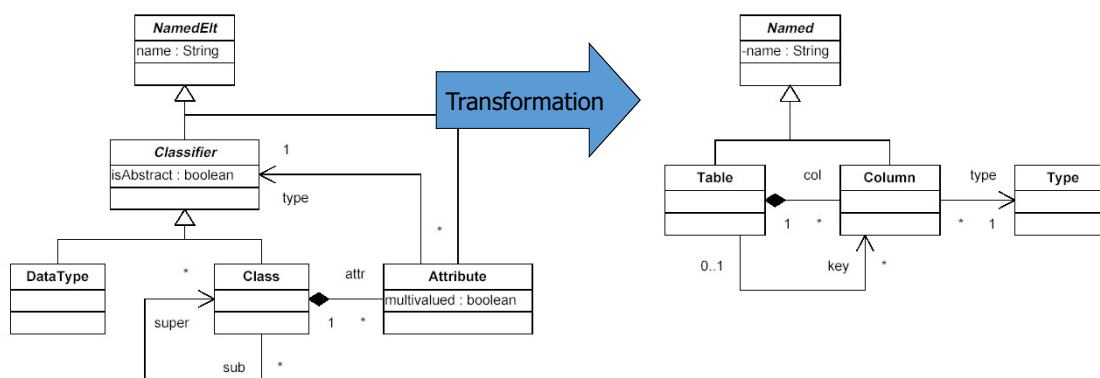 NamedElt
name : String
Named
-name : String
Transformation
Classifier
isAbstract : boolean
1
type
*
Table
col
Column
type
Type
1
*
*
1
DataType
*
Class
attr
Attribute
multivalued : boolean
1
*
0..1
key
*
super
sub
*